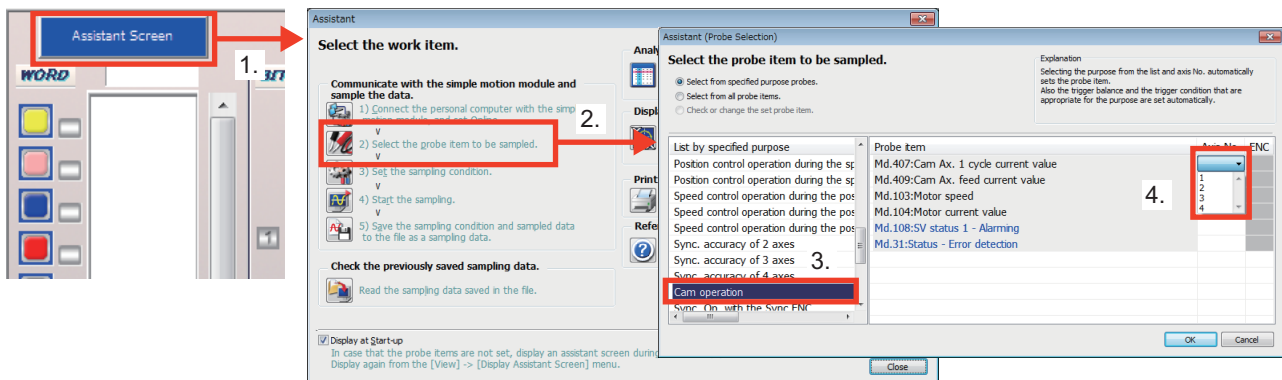 Assistant Screen
1.
WORD
BIT
1
Assistant
Select the work item.
Communicate with the simple motion module and
sample the data.
1) Connect the personal computer with the simp
motion module, and set Online.
v
2) Select the probe item to be sampled.
v
3) Set the sampling condition.
v
4) Start the sampling.
v
5) Save the sampling condition and sampled data
to the file as a sampling data.
Check the previously saved sampling data.
Read the sampling data saved in the file.
Display at Start-up
In case that the probe items are not set, display an assistant screen during
Display again from the [View] -> [Display Assistant Screen] menu.
Close
Analy
Displ
Print
Refe
2.
Assistant (Probe Selection)
Select the probe item to be sampled.
Select from specified purpose probes.
Select from all probe items.
Check or change the set probe item.
Explanation
Selecting the purpose from the list and axis No. automatically
sets the probe item.
Also the trigger balance and the trigger condition that are
appropriate for the purpose are set automatically.
List by specified purpose
Position control operation during the sp
Position control operation during the sp
Speed control operation during the pos
Speed control operation during the pos
Speed control operation during the pos
Sync. accuracy of 2 axes
Sync. accuracy of 3 axes
Sync. accuracy of 4 axes
3.
Cam operation
Sync. Op. with the Sync ENC
Probe item
Axis No.
ENC
Md.407:Cam Ax. 1 cycle current value
Md.409:Cam Ax. feed current value
Md.103:Motor speed
Md.104:Motor current value
Md.108:SV status 1 - Alarming
Md.31:Status - Error detection
1
2
3
4
4.
OK
Cancel